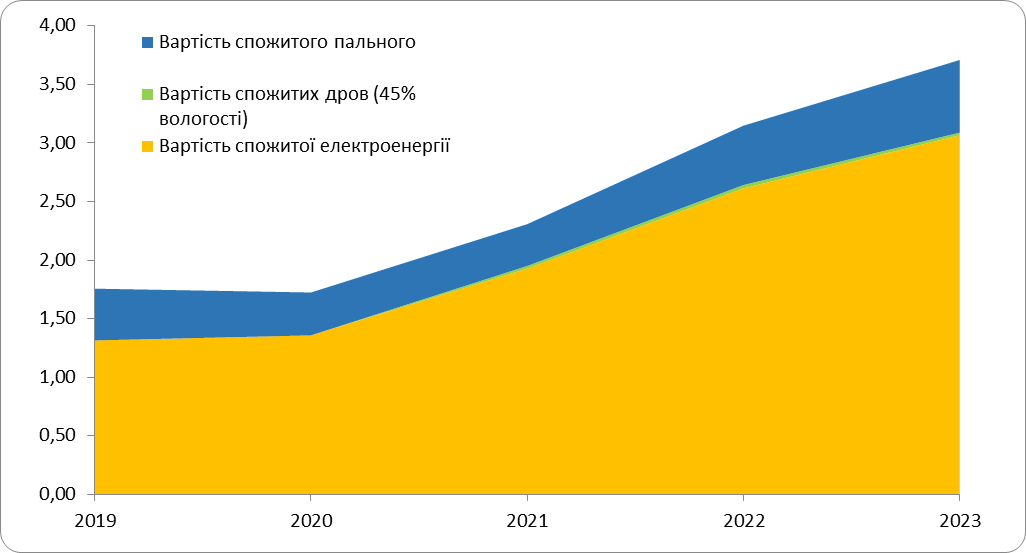 4,00
3,50
3,00
2,50
2,00
1,50
1,00
0,50
0,00
Вартість спожитого пального
Вартість спожитих дров (45%
вологості)
Вартість спожитої електроенергії
2019 2020 2021 2022 2023